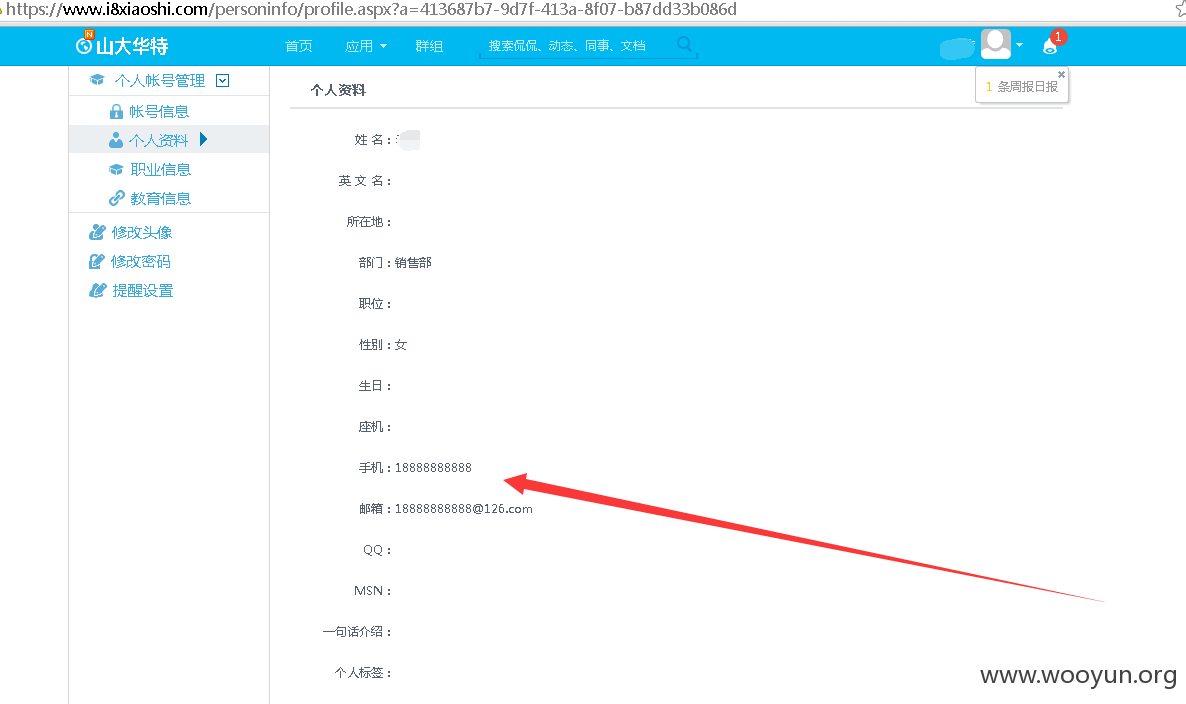 https://www.i8xiaoshi.com/personinfo/profile.aspx?a=413687b7-9d7f-413a-8f07-b87dd33b086d
N
山大华特 首页 应用 群组 搜索侃侃、动态、同事、文档 1
1 条周报日报
个人帐号管理
帐号信息
个人资料
职业信息
教育信息
修改头像
修改密码
提醒设置
个人资料
姓 名：
英 文 名：
所在地：
部门：销售部
职位：
性别：女
生日：
座机：
手机：18888888888
邮箱：18888888888@126.com
QQ：
MSN：
一句话介绍：
个人标签：
www.wooyun.org